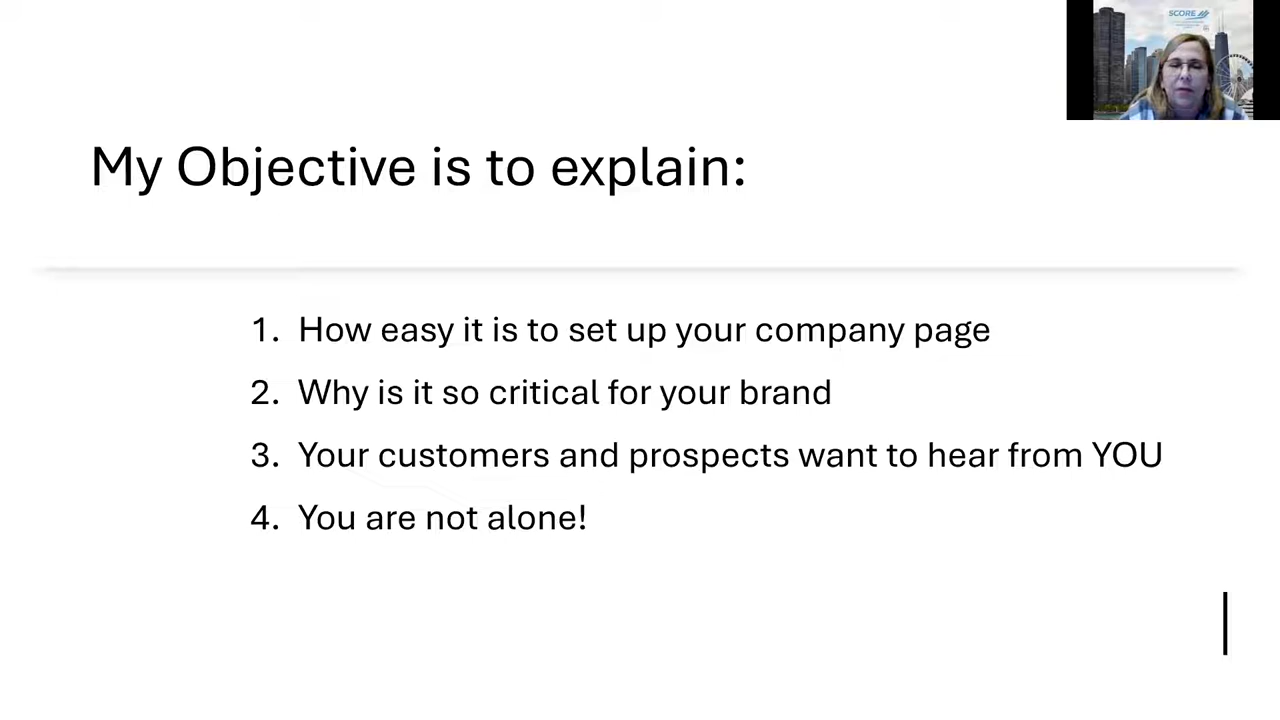 SCORE
My Objective is to explain:
1. How easy it is to set up your company page
2. Why is it so critical for your brand
3. Your customers and prospects want to hear from YOU
4. You are not alone!